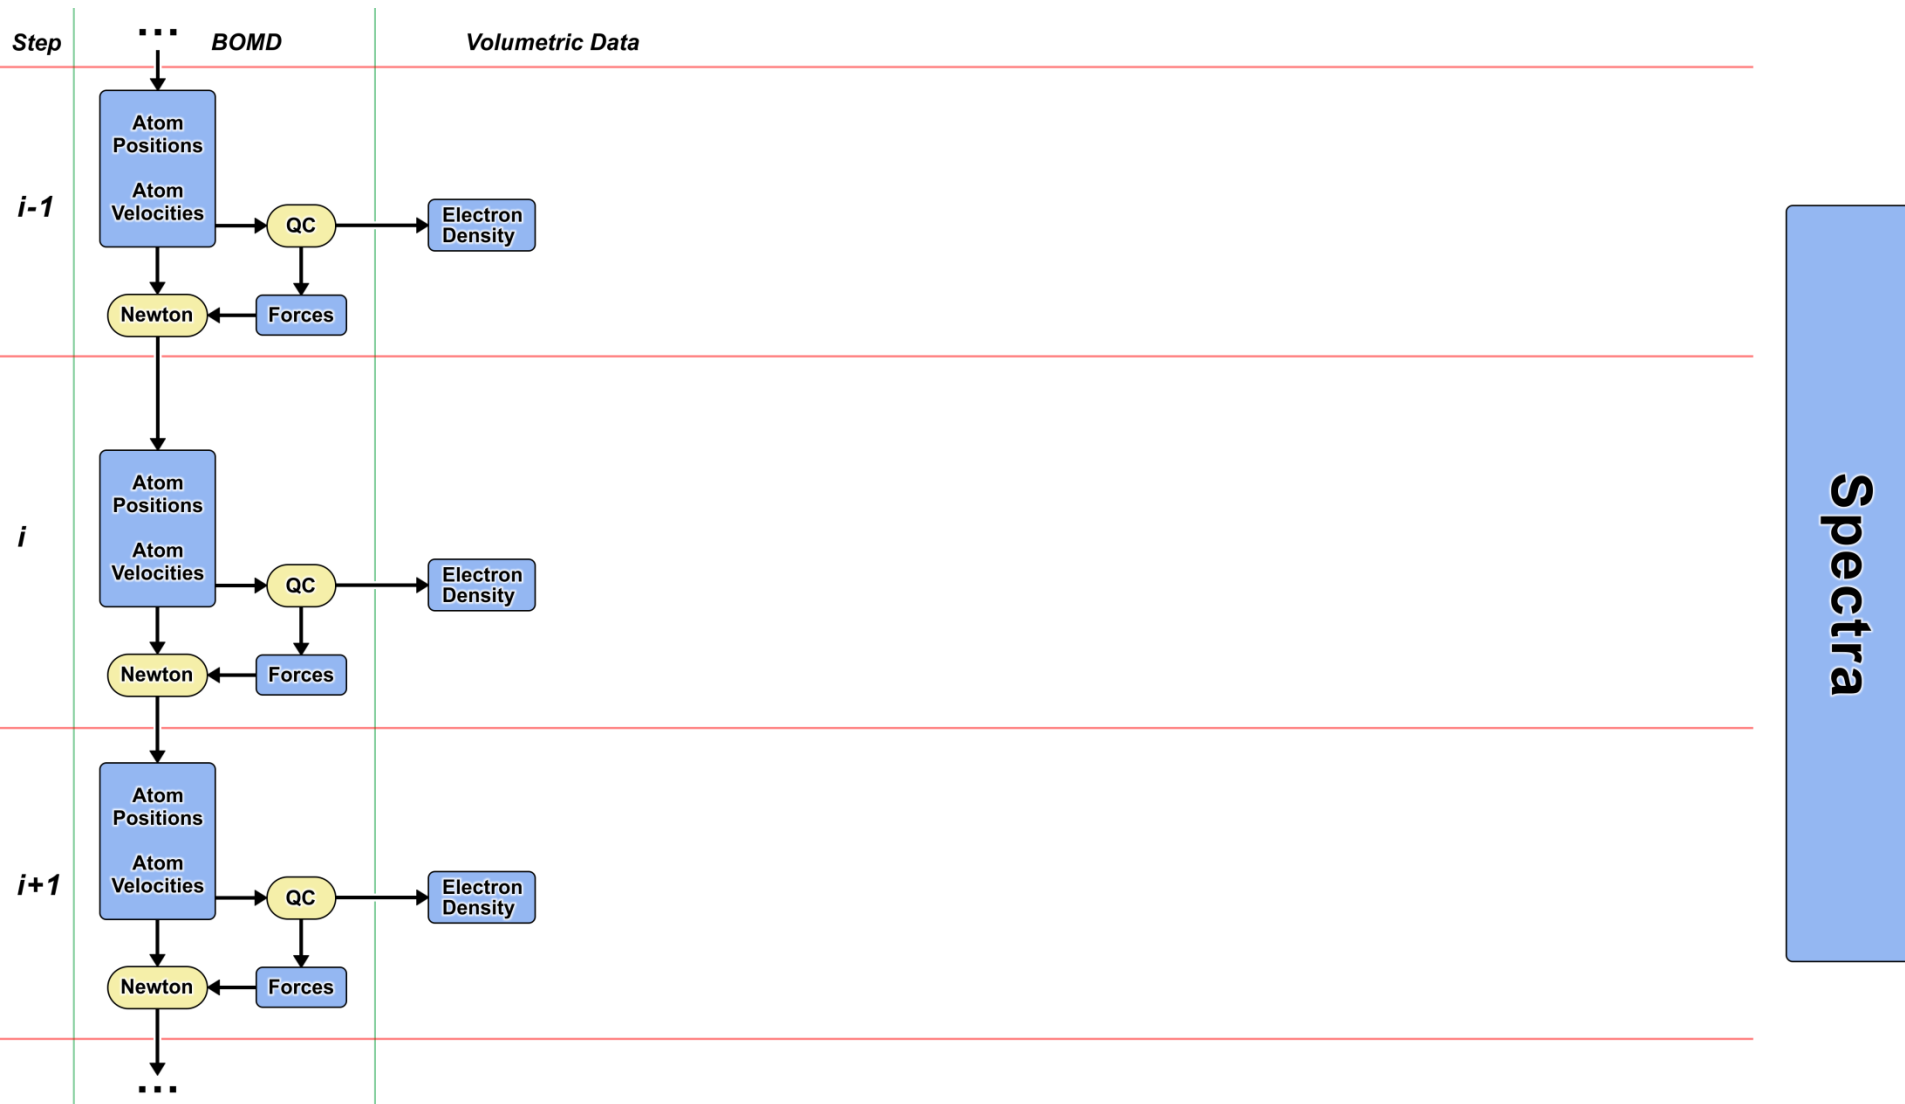 Step
...
BOMD
Volumetric Data
i-1
Atom
Positions
Atom
Velocities
QC
Electron
Density
Newton
Forces
i
Atom
Positions
Atom
Velocities
QC
Electron
Density
Newton
Forces
i+1
Atom
Positions
Atom
Velocities
QC
Electron
Density
Newton
Forces
...
Spectra